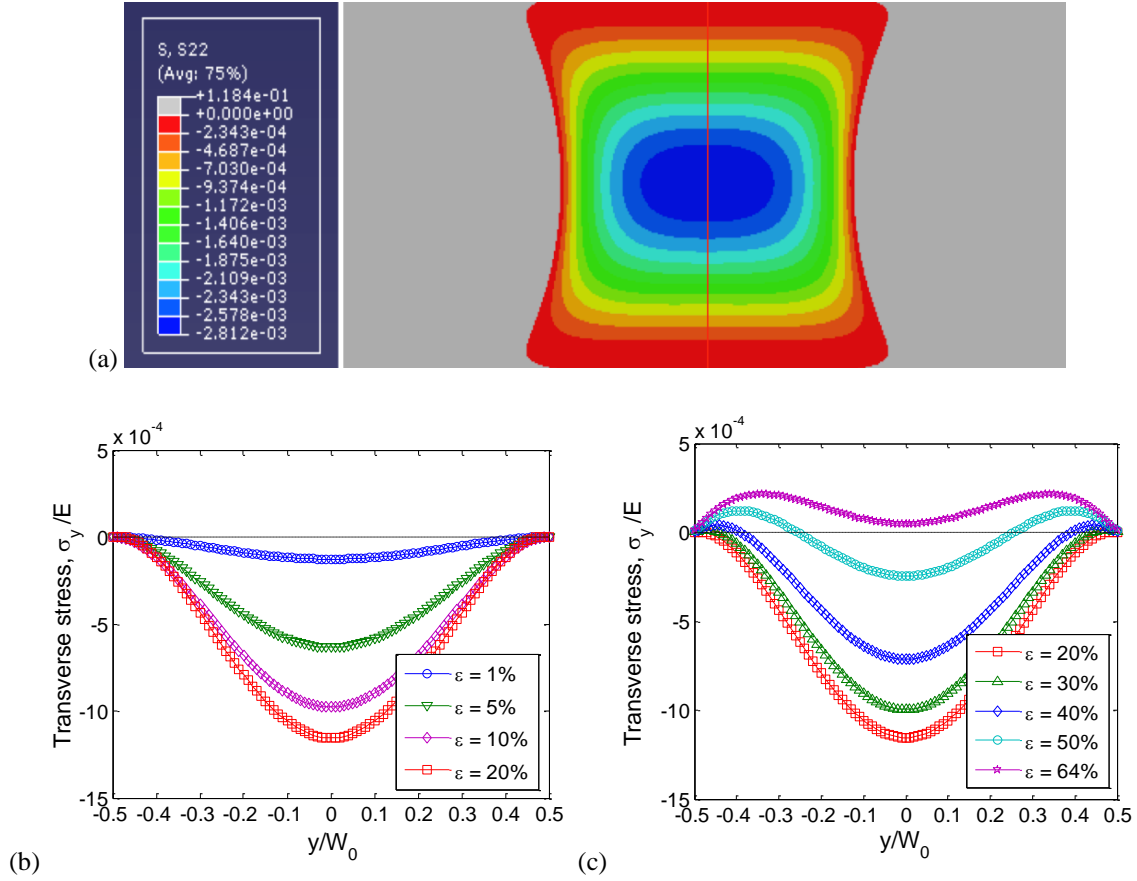 S, S22
(Avg: 75%)
+1.184e-01
+0.000e+00
-2.343e-04
-4.687e-04
-7.030e-04
-9.374e-04
-1.172e-03
-1.406e-03
-1.640e-03
-1.875e-03
-2.109e-03
-2.343e-03
-2.578e-03
-2.812e-03
(a)
x 10⁻⁴
5
0
-5
-10
-15
Transverse stress, σ_y /E
-0.5 -0.4 -0.3 -0.2 -0.1 0 0.1 0.2 0.3 0.4 0.5
y/W₀
ε = 1%
ε = 5%
ε = 10%
ε = 20%
(b)
x 10⁻⁴
5
0
-5
-10
-15
Transverse stress, σ_y /E
-0.5 -0.4 -0.3 -0.2 -0.1 0 0.1 0.2 0.3 0.4 0.5
y/W₀
ε = 20%
ε = 30%
ε = 40%
ε = 50%
ε = 64%
(c)